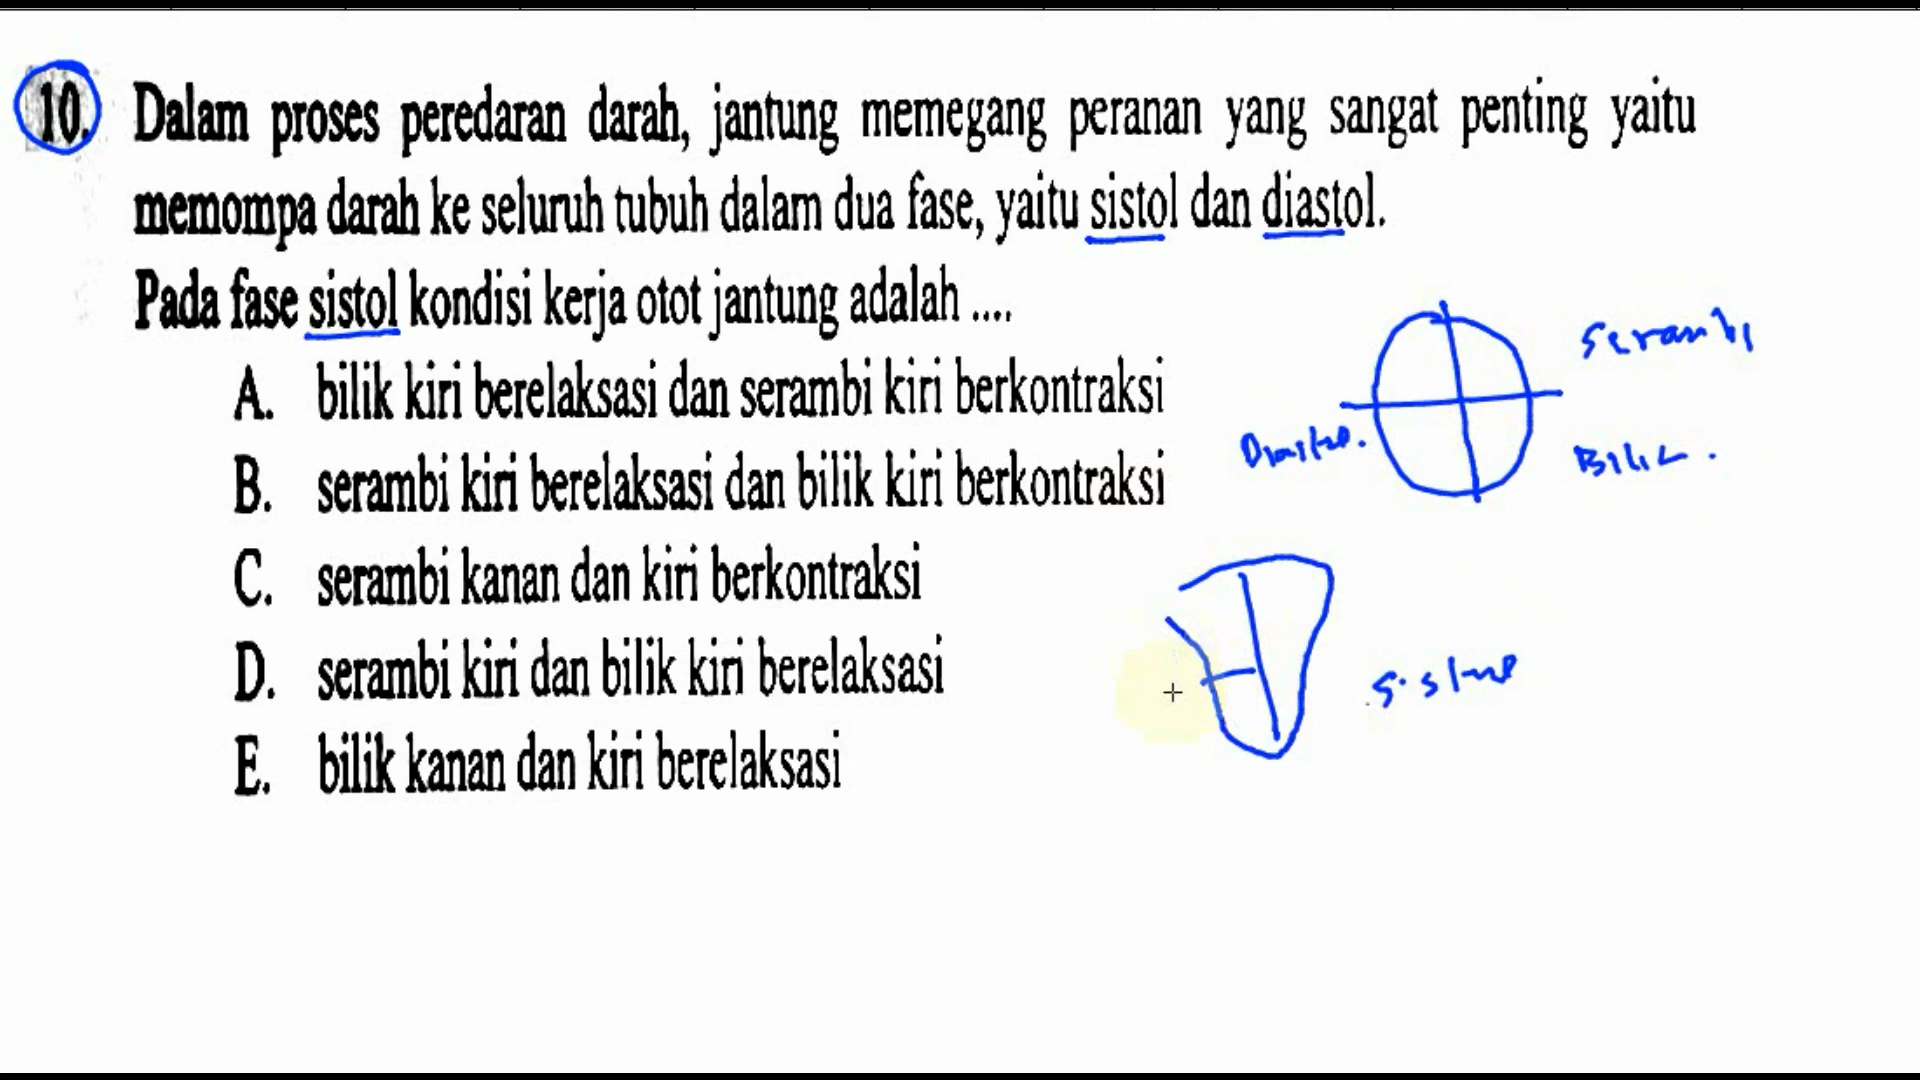 10. Dalam proses peredaran darah, jantung memegang peranan yang sangat penting yaitu
memompa darah ke seluruh tubuh dalam dua fase, yaitu sistol dan diastol.
Pada fase sistol kondisi kerja otot jantung adalah ....
A. bilik kiri berelaksasi dan serambi kiri berkontraksi
B. serambi kiri berelaksasi dan bilik kiri berkontraksi
C. serambi kanan dan kiri berkontraksi
D. serambi kiri dan bilik kiri berelaksasi
E. bilik kanan dan kiri berelaksasi
Serambi
Bilik.